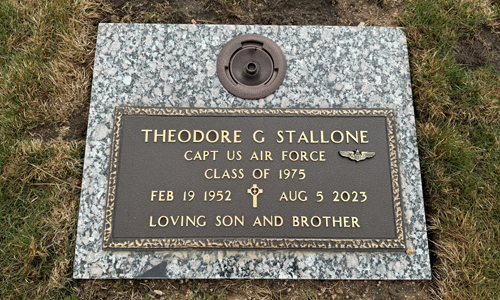 THEODORE G STALLONE
CAPT US AIR FORCE
CLASS OF 1975
FEB 19 1952 AUG 5 2023
LOVING SON AND BROTHER